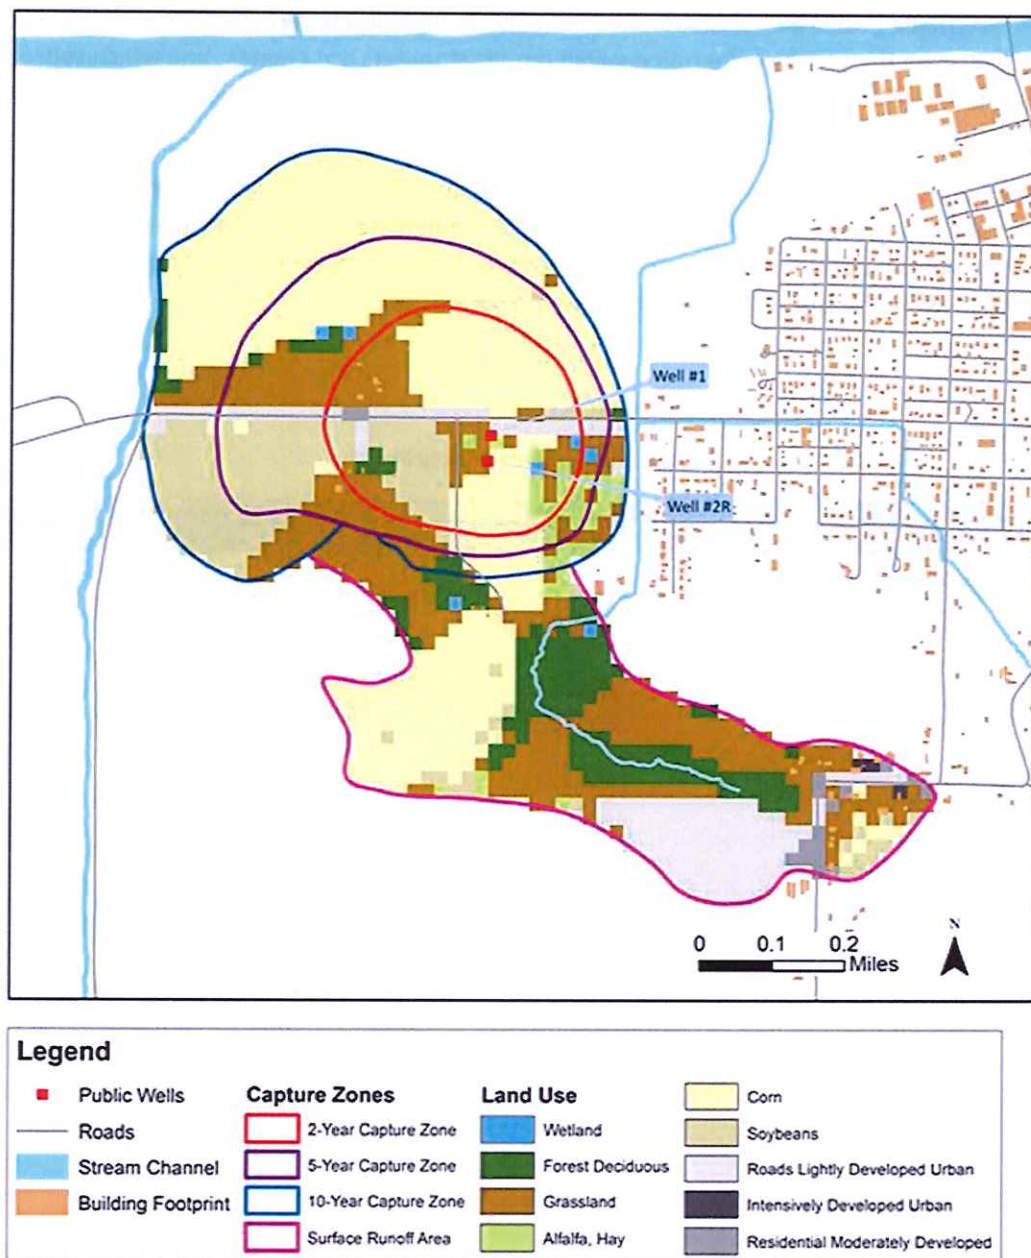 Well #1
Well #2R
N
0 0.1 0.2
Miles
Legend
Public Wells
Roads
Stream Channel
Building Footprint
Capture Zones
2-Year Capture Zone
5-Year Capture Zone
10-Year Capture Zone
Surface Runoff Area
Land Use
Wetland
Forest Deciduous
Grassland
Alfalfa, Hay
Corn
Soybeans
Roads Lightly Developed Urban
Intensively Developed Urban
Residential Moderately Developed